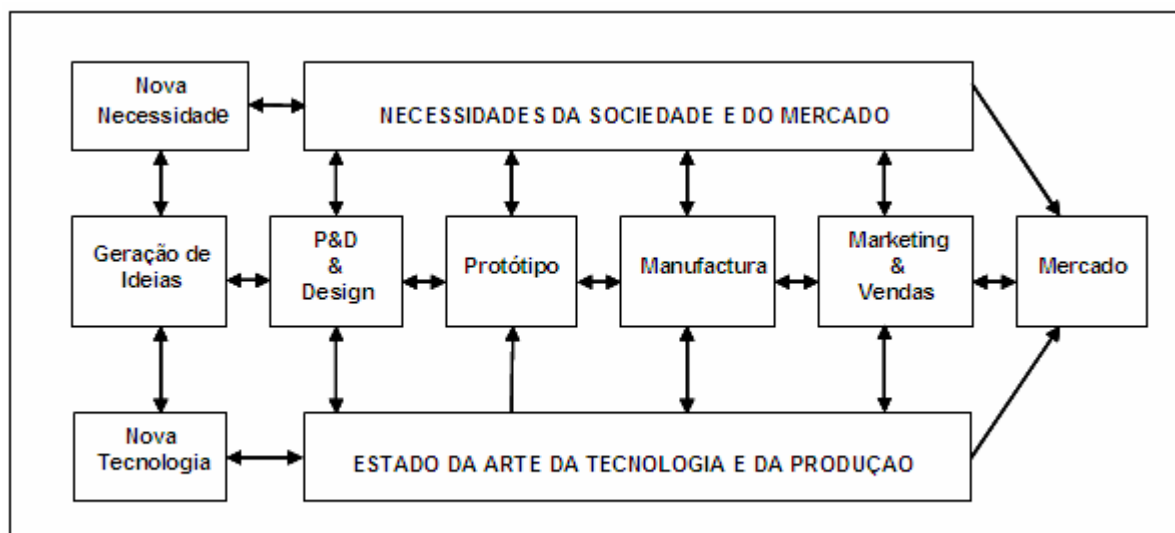 Nova
Necessidade
NECESSIDADES DA SOCIEDADE E DO MERCADO
Geração de
Ideias
P&D
&
Design
Protótipo
Manufactura
Marketing
&
Vendas
Mercado
Nova
Tecnologia
ESTADO DA ARTE DA TECNOLOGIA E DA PRODUÇAO